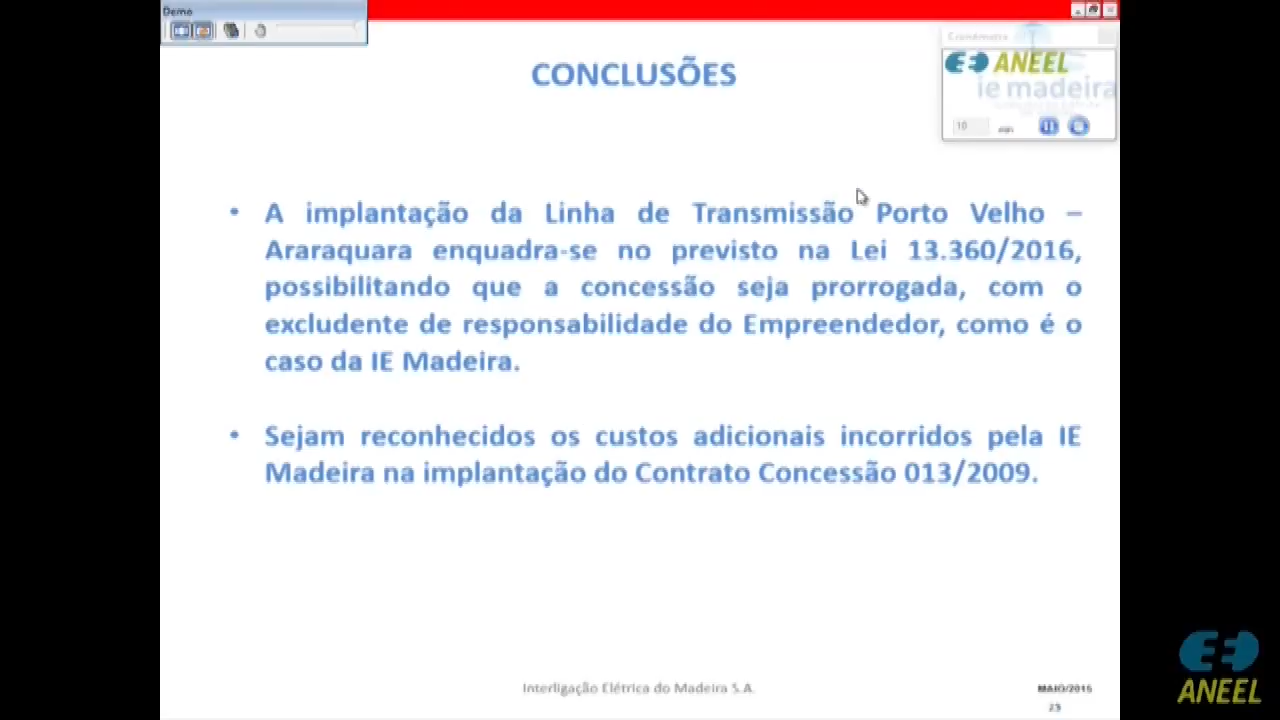 Demo
Cronômetro
ANEEL
ie madeira
10
CONCLUSÕES
• A implantação da Linha de Transmissão Porto Velho –
Araraquara enquadra-se no previsto na Lei 13.360/2016,
possibilitando que a concessão seja prorrogada, com o
excludente de responsabilidade do Empreendedor, como é o
caso da IE Madeira.
• Sejam reconhecidos os custos adicionais incorridos pela IE
Madeira na implantação do Contrato Concessão 013/2009.
Interligação Elétrica do Madeira S.A.
MAIO/2015
23
ANEEL